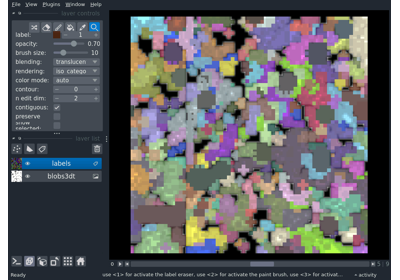 File View Plugins Window Help
layer controls
label: 1
opacity: 0.70
brush size: 10
blending: translucen
rendering: iso catego
color mode: auto
contour: 0
n edit dim: 2
contiguous:
preserve
show
selected:
layer list
labels
blobs3dt
0
Ready
use <1> for activate the label eraser, use <2> for activate the paint brush, use <3> for activat...
activity